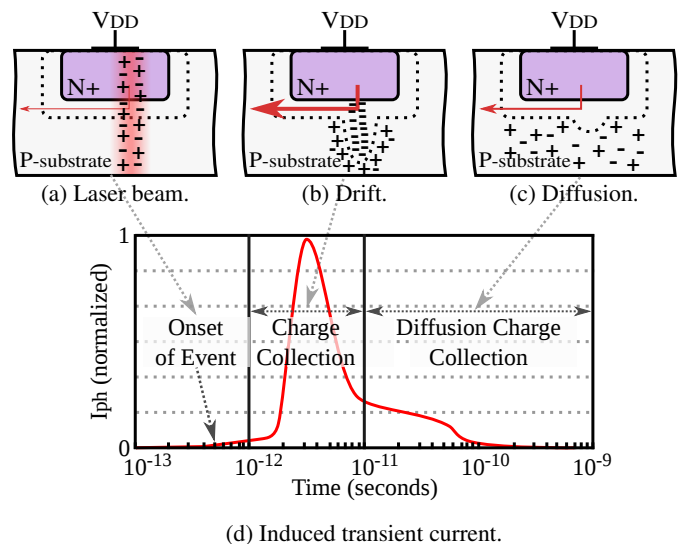 VDD VDD VDD
N+ N+ N+
P-substrate P-substrate P-substrate
(a) Laser beam. (b) Drift. (c) Diffusion.
1
Iph (normalized)
Onset
of Event
Charge
Collection
Diffusion Charge
Collection
0
10-13 10-12 10-11 10-10 10-9
Time (seconds)
(d) Induced transient current.